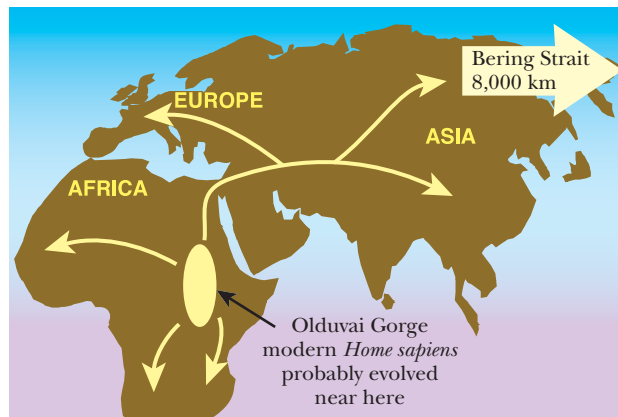 Bering Strait
8,000 km
EUROPE
ASIA
AFRICA
Olduvai Gorge
modern Home sapiens
probably evolved
near here